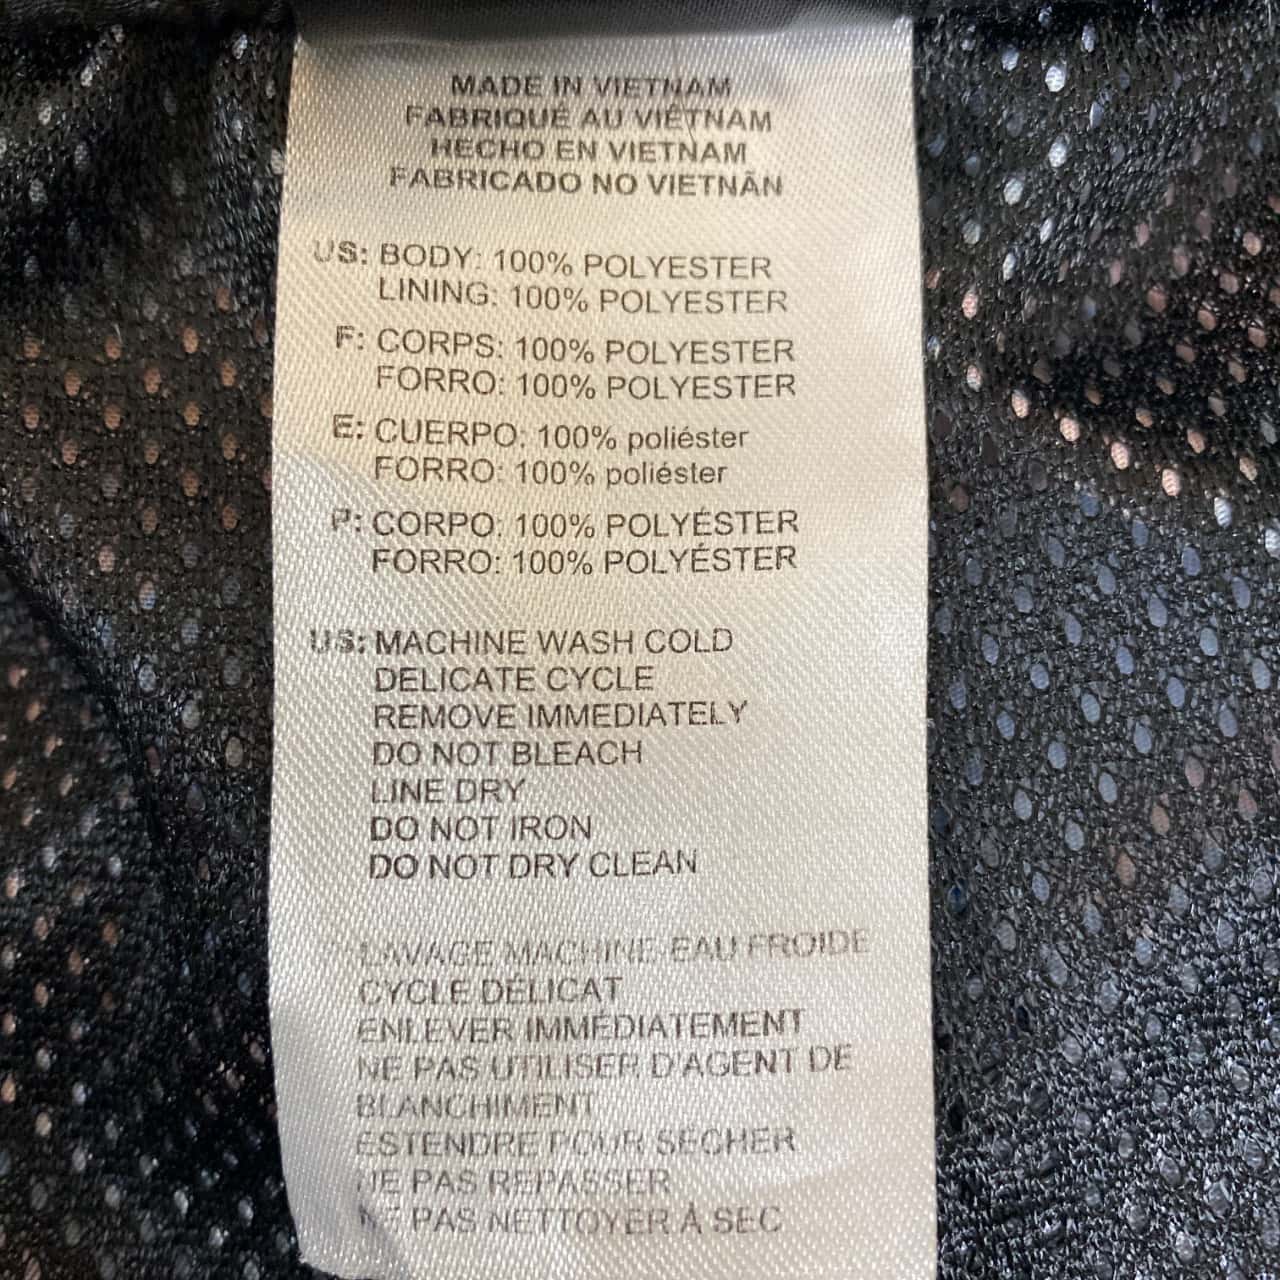 MADE IN VIETNAM
FABRIQUÉ AU VIÊTNAM
HECHO EN VIETNAM
FABRICADO NO VIETNÃN
US: BODY: 100% POLYESTER
LINING: 100% POLYESTER
F: CORPS: 100% POLYESTER
FORRO: 100% POLYESTER
E: CUERPO: 100% poliéster
FORRO: 100% poliéster
P: CORPO: 100% POLYÉSTER
FORRO: 100% POLYÉSTER
US: MACHINE WASH COLD
DELICATE CYCLE
REMOVE IMMEDIATELY
DO NOT BLEACH
LINE DRY
DO NOT IRON
DO NOT DRY CLEAN
LAVAGE MACHINE-EAU FROIDE
CYCLE DÉLICAT
ENLEVER IMMÉDIATEMENT
NE PAS UTILISER D'AGENT DE
BLANCHIMENT
ESTENDRE POUR SÉCHER
NE PAS REPASSER
NE PAS NETTOYER À SEC